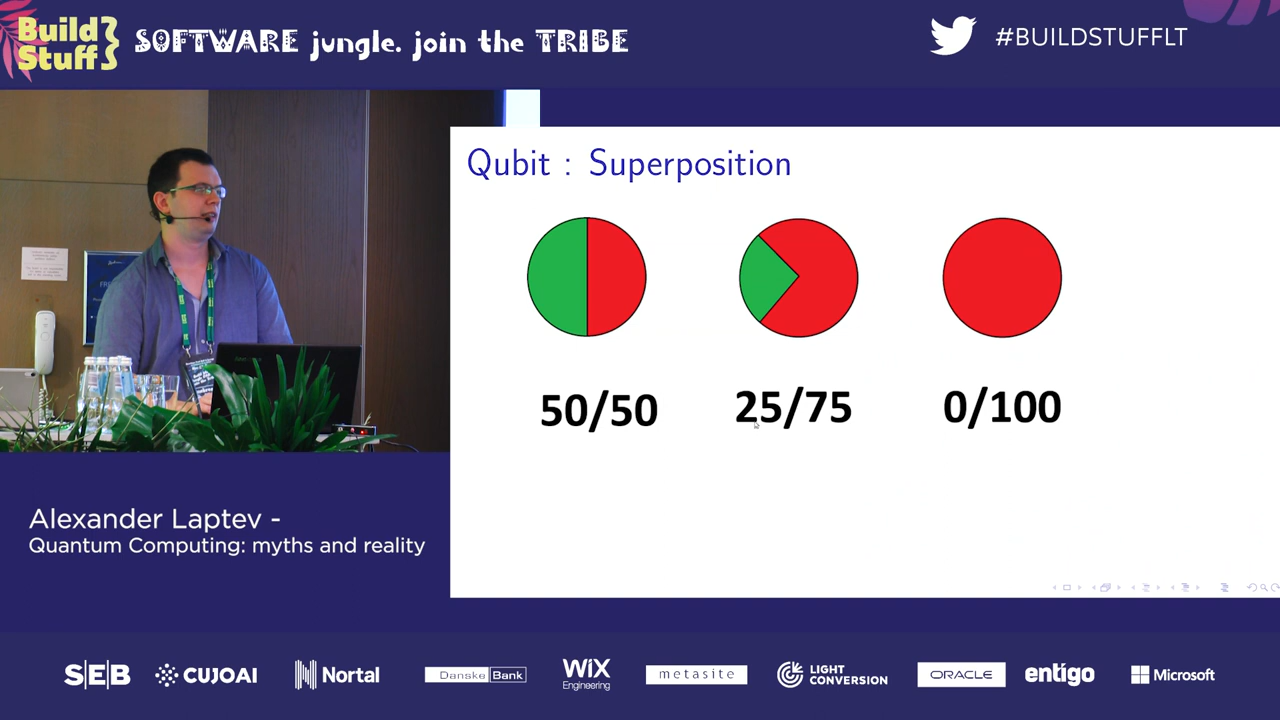 Build
Stuff
SOFTWARE jungle. join the TRIBE
#BUILDSTUFFLT
Qubit : Superposition
50/50
25/75
0/100
Alexander Laptev -
Quantum Computing: myths and reality
SEB
CUJOAI
Nortal
Danske Bank
WiX
Engineering
metasite
LIGHT
CONVERSION
ORACLE
entigo
Microsoft